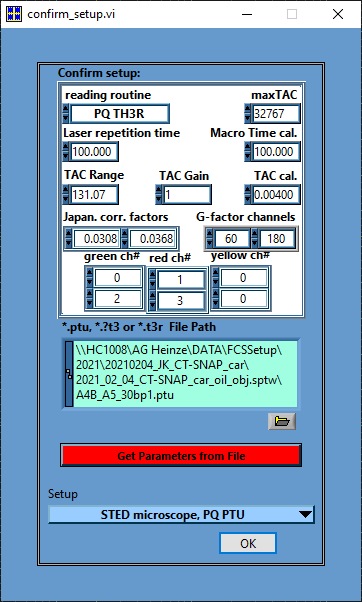 confirm_setup.vi
Confirm setup:
reading routine maxTAC
PQ TH3R 32767
Laser repetition time Macro Time cal.
100.000 100.000
TAC Range TAC Gain TAC cal.
131.07 1 0.00400
Japan. corr. factors G-factor channels
0.0308 0.0368 60 180
green ch# red ch# yellow ch#
0 1 0
2 3 0
*.ptu, *.?t3 or *.t3r File Path
\\HC1008\AG Heinze\DATA\FCSSetup\
2021\20210204_JK_CT-SNAP_car\
2021_02_04_CT-SNAP_car_oil_obj.sptw\
A4B_A5_30bp1.ptu
Get Parameters from File
Setup
STED microscope, PQ PTU
OK